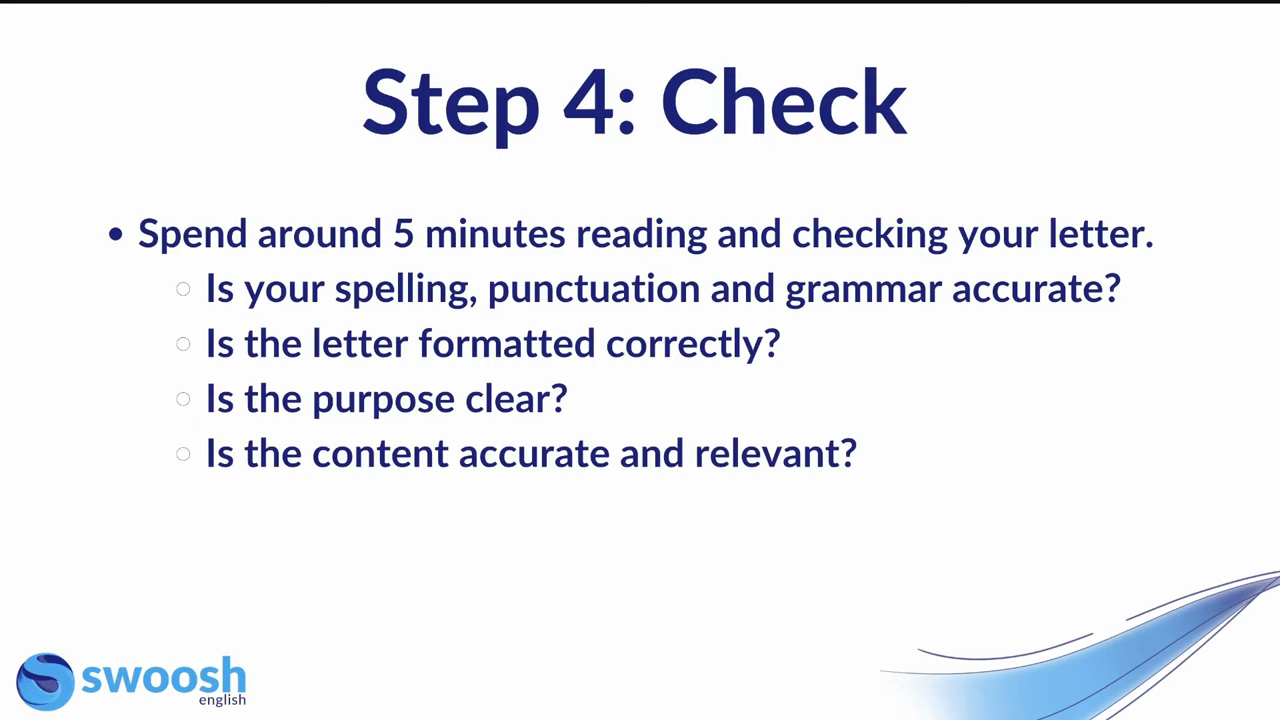 Step 4: Check
• Spend around 5 minutes reading and checking your letter.
○ Is your spelling, punctuation and grammar accurate?
○ Is the letter formatted correctly?
○ Is the purpose clear?
○ Is the content accurate and relevant?
swoosh
english